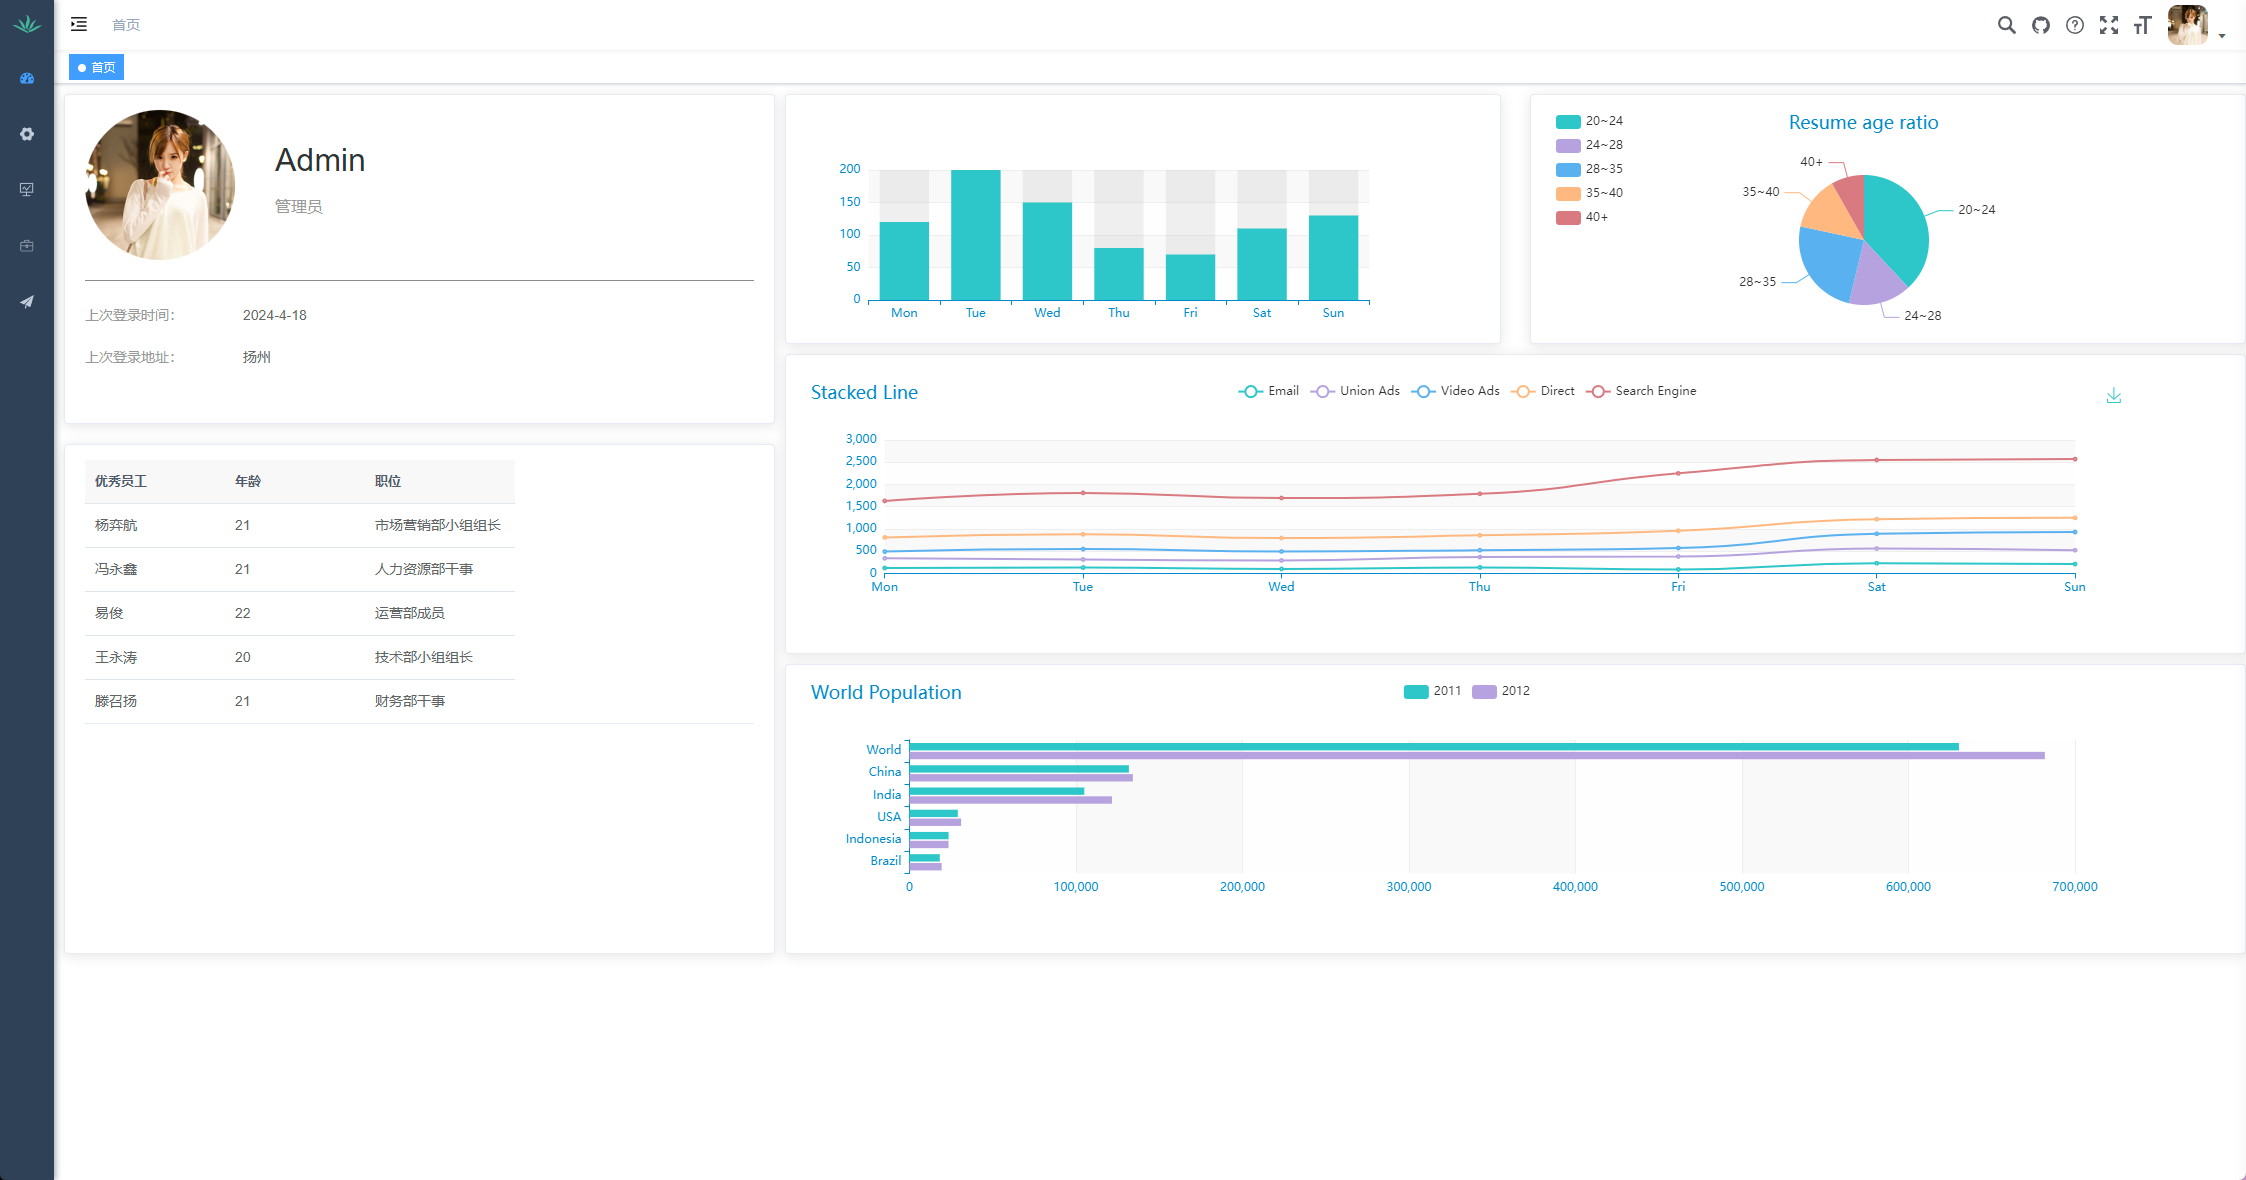 首页
首页
Admin
管理员
上次登录时间：
2024-4-18
上次登录地址：
扬州
优秀员工 年龄 职位
杨弈航 21 市场营销部小组组长
冯永鑫 21 人力资源部干事
易俊 22 运营部成员
王永涛 20 技术部小组组长
滕召扬 21 财务部干事
200
150
100
50
0
Mon Tue Wed Thu Fri Sat Sun
20~24
24~28
28~35
35~40
40+
Resume age ratio
40+
35~40
20~24
28~35
24~28
Stacked Line
Email Union Ads Video Ads Direct Search Engine
3,000
2,500
2,000
1,500
1,000
500
0
Mon Tue Wed Thu Fri Sat Sun
World Population
2011 2012
World
China
India
USA
Indonesia
Brazil
0 100,000 200,000 300,000 400,000 500,000 600,000 700,000